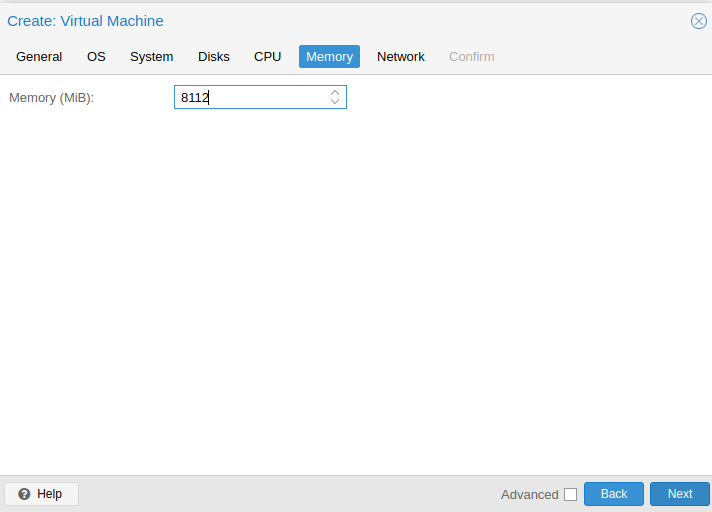 Create: Virtual Machine
General OS System Disks CPU Memory Network Confirm
Memory (MiB): 8112
Help Advanced Back Next